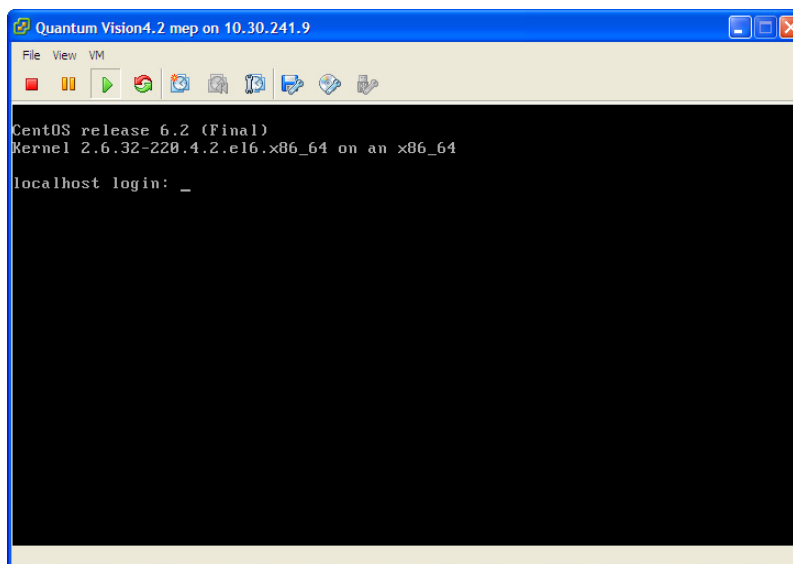 Quantum Vision4.2 mep on 10.30.241.9
File View VM
CentOS release 6.2 (Final)
Kernel 2.6.32-220.4.2.el6.x86_64 on an x86_64
localhost login: _